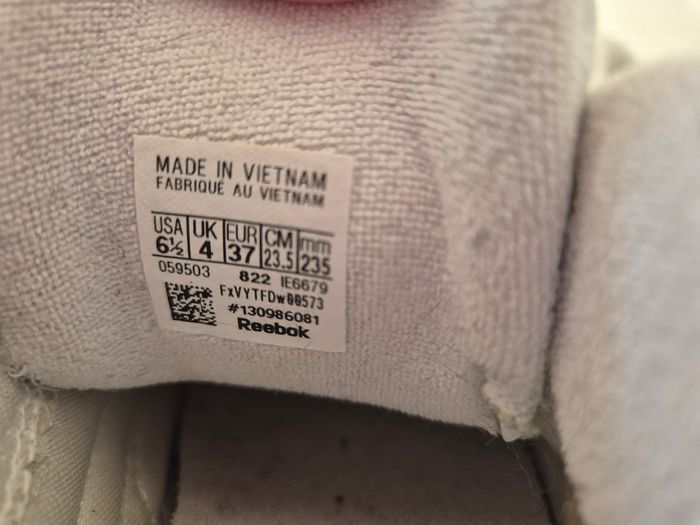 MADE IN VIETNAM
FABRIQUÉ AU VIETNAM
USA UK EUR CM mm
6½ 4 37 23.5 235
059503 822 IE6679
FxVYTFDw00573
#130986081
Reebok